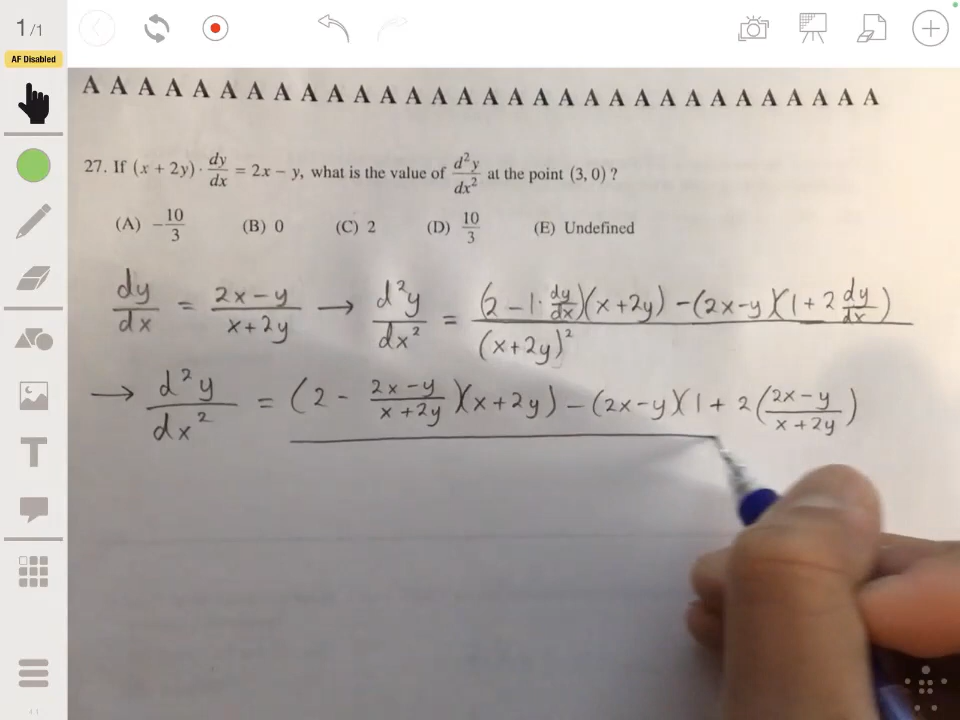 1/1
AF Disabled
A A A A A A A A A A A A A A A A A A A A A A A A A A A A A A
27. If (x + 2y) · dy/dx = 2x − y, what is the value of d²y/dx² at the point (3, 0) ?
(A) −10/3 (B) 0 (C) 2 (D) 10/3 (E) Undefined
dy/dx = (2x−y)/(x+2y) → d²y/dx² = (2−1·dy/dx)(x+2y) −(2x−y)(1+2 dy/dx) / (x+2y)²
→ d²y/dx² = (2 − (2x−y)/(x+2y))(x+2y) − (2x−y)(1 + 2((2x−y)/(x+2y))
T